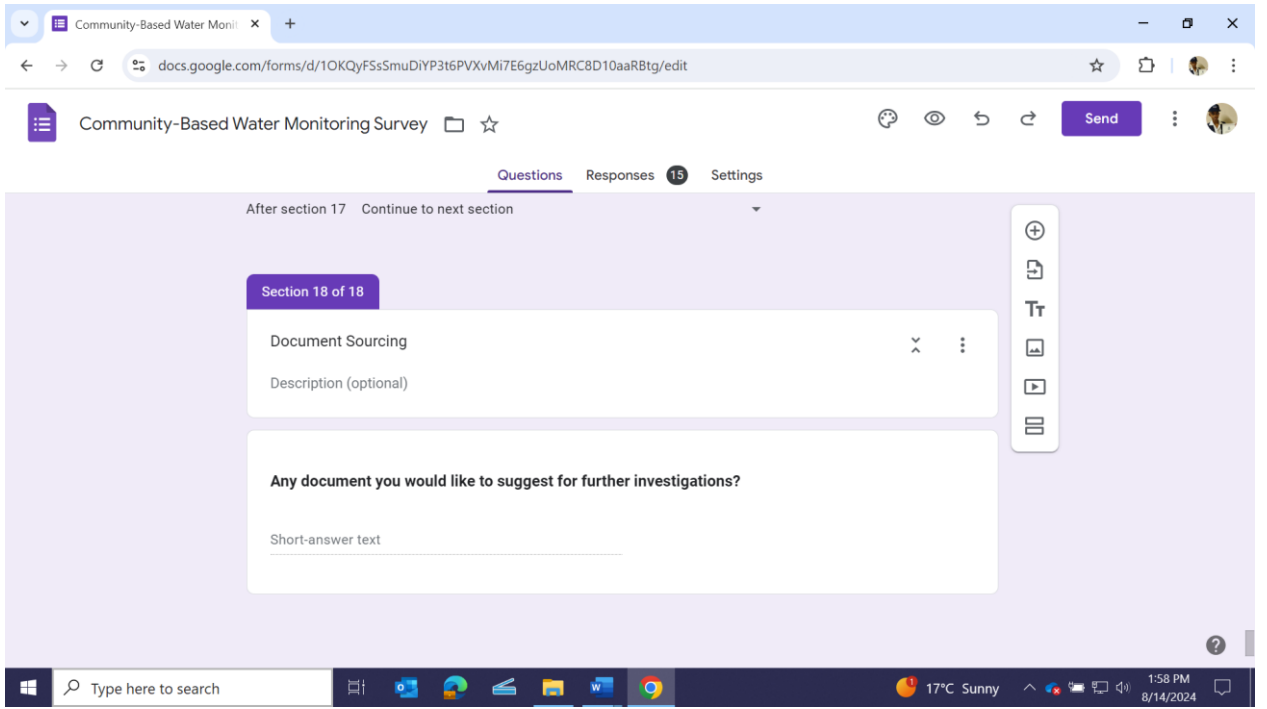 Community-Based Water Monit
docs.google.com/forms/d/1OKQyFSsSmuDiYP3t6PVXvMi7E6gzUoMRC8D10aaRBtg/edit
Community-Based Water Monitoring Survey
Send
Questions Responses 15 Settings
After section 17 Continue to next section
Section 18 of 18
Document Sourcing
Description (optional)
Tт
Any document you would like to suggest for further investigations?
Short-answer text
Type here to search
1
17°C Sunny
1:58 PM
8/14/2024